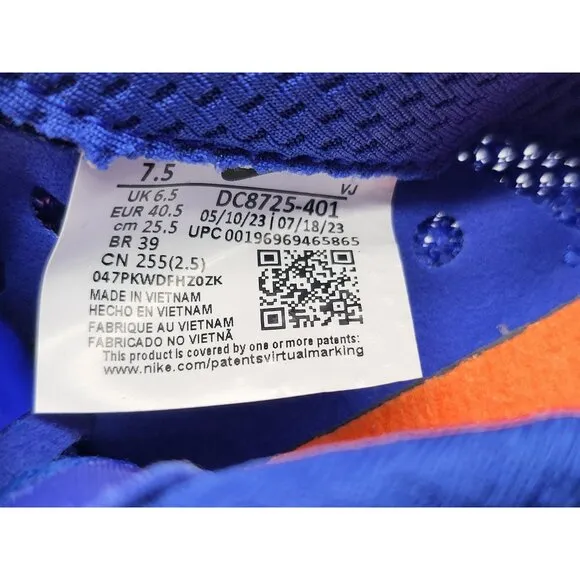 7.5
VJ
UK 6.5
DC8725-401
EUR 40.5
05/10/23 | 07/18/23
cm 25.5
UPC 00196969465865
BR 39
CN 255(2.5)
047PKWDFHZ0ZK
MADE IN VIETNAM
HECHO EN VIETNAM
FABRIQUE AU VIETNAM
FABRICADO NO VIETNÃ
This product is covered by one or more patents:
www.nike.com/patentsvirtualmarking